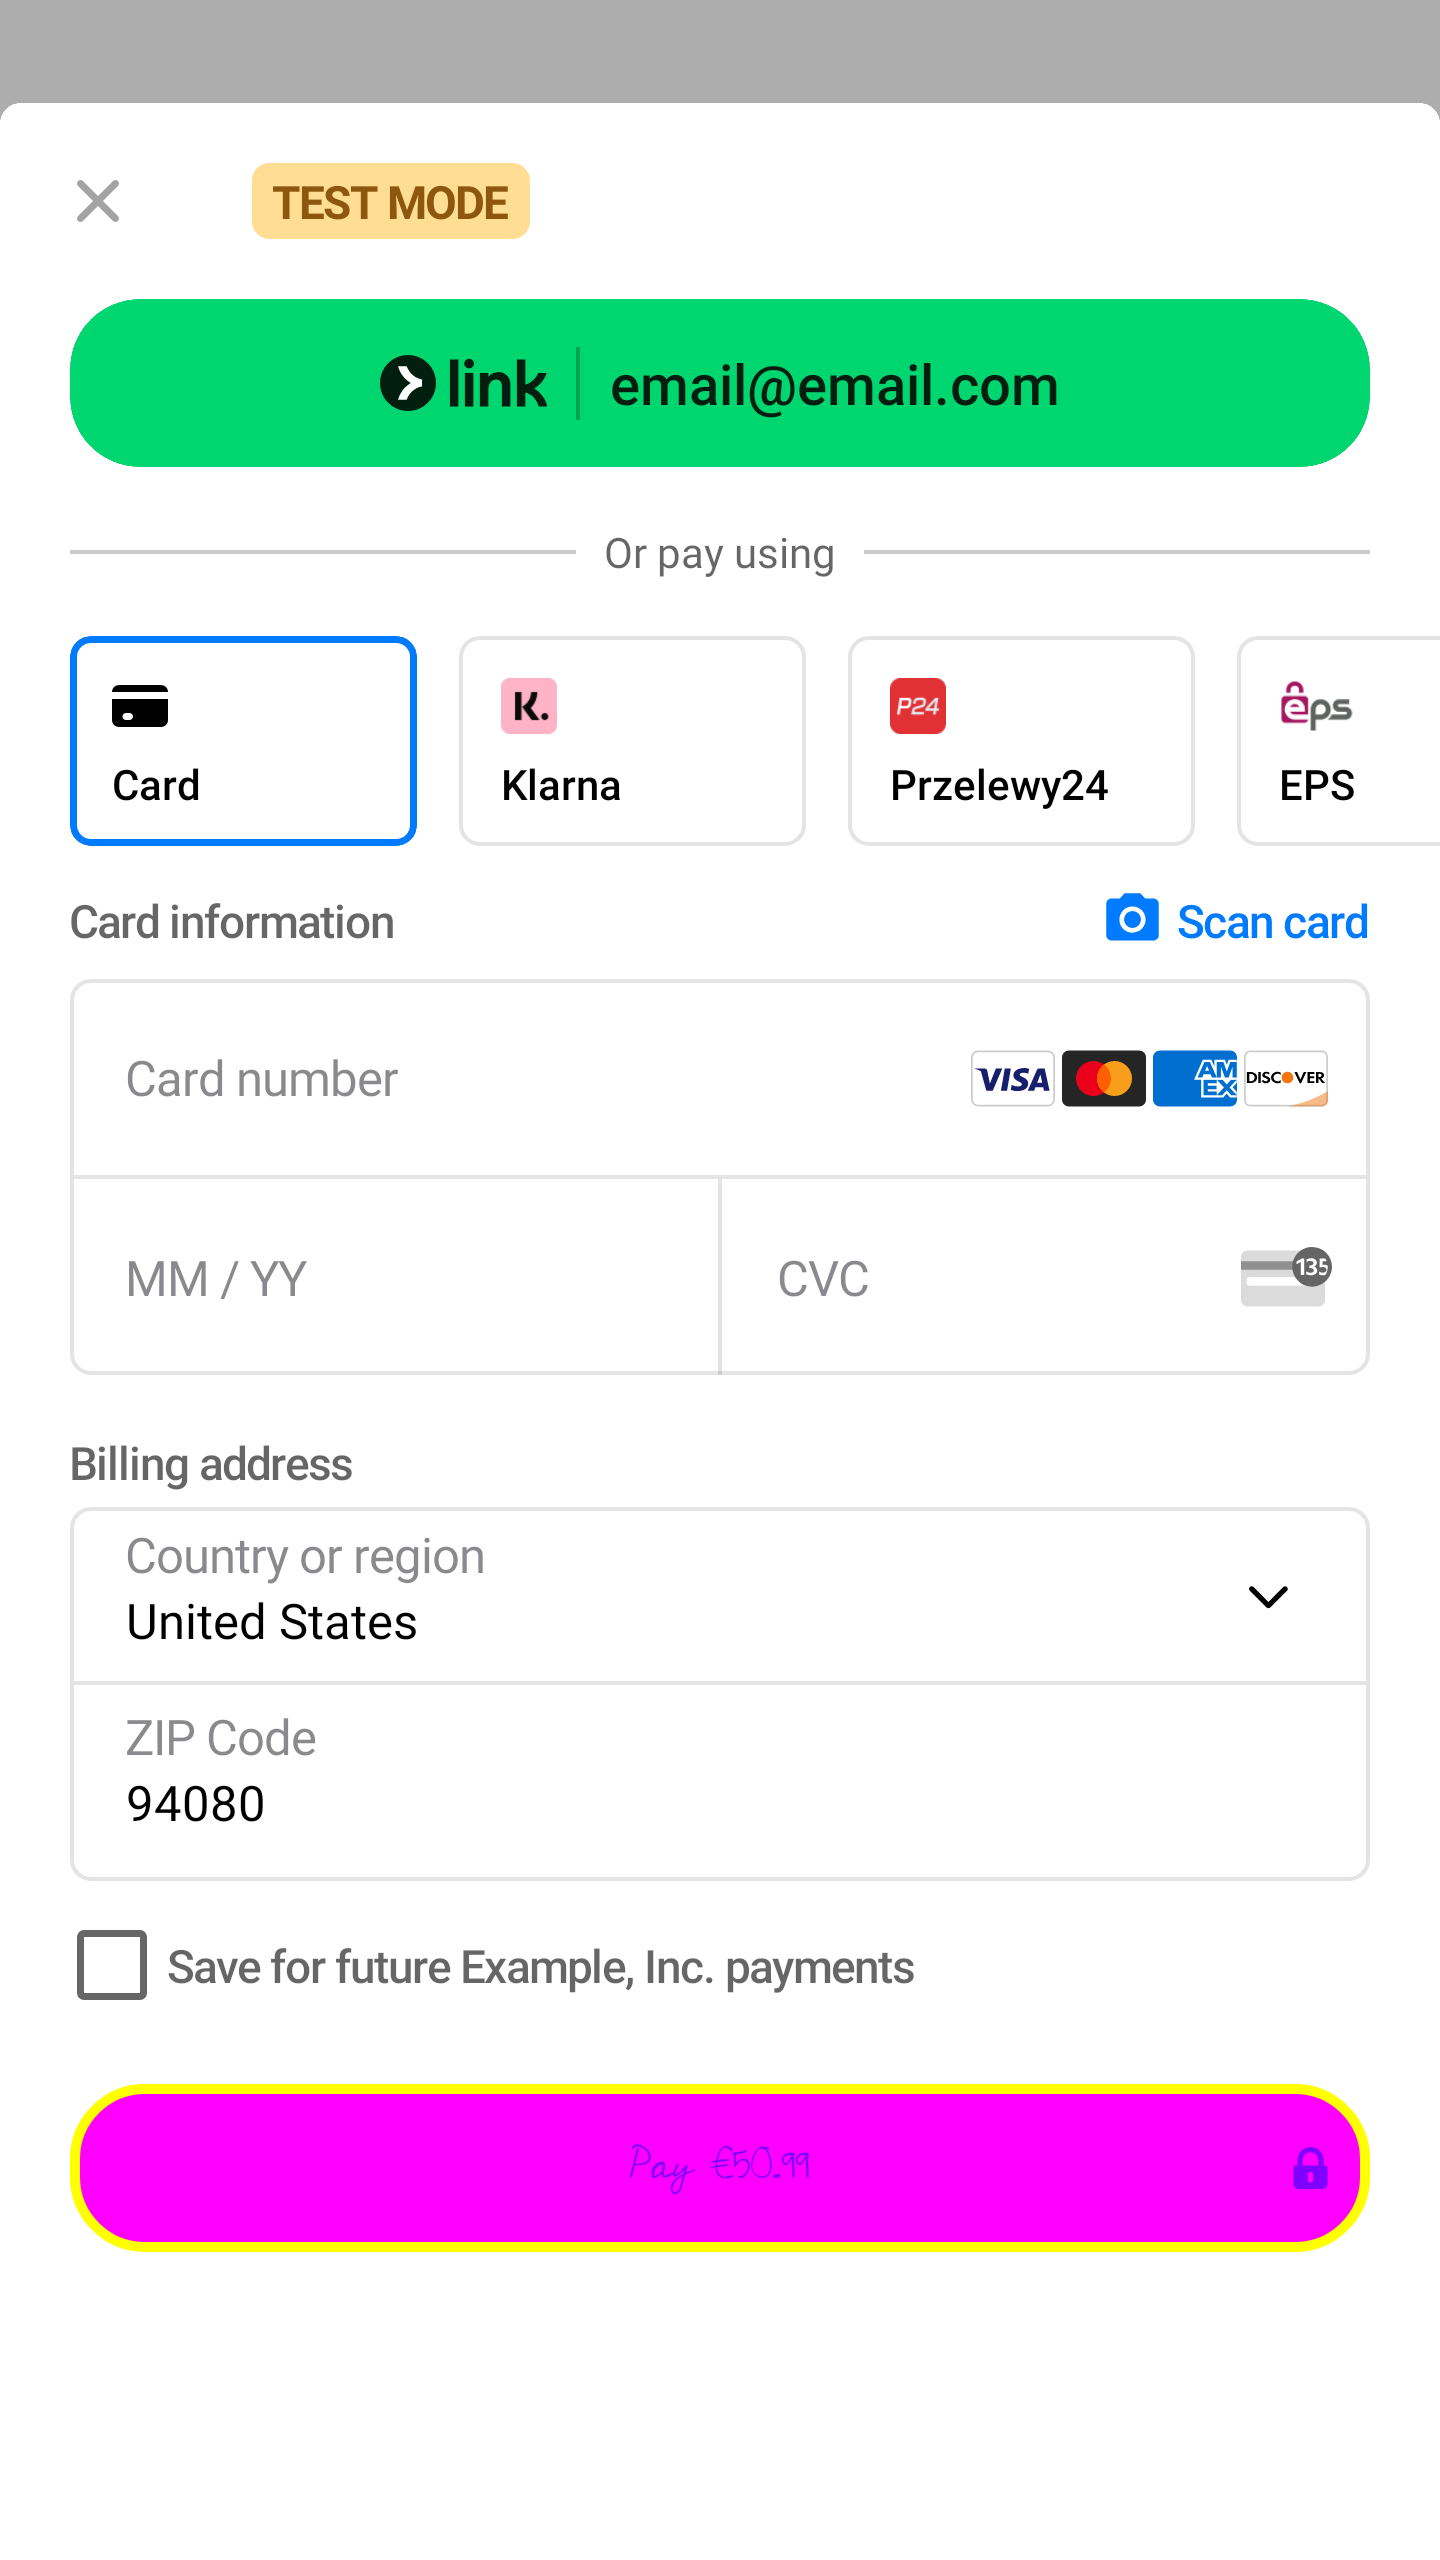 TEST MODE
link | email@email.com
Or pay using
K. P24 eps
Card Klarna Przelewy24 EPS
Card information Scan card
Card number VISA AMEX DISCOVER
MM / YY CVC 135
Billing address
Country or region
United States
ZIP Code
94080
Save for future Example, Inc. payments
Pay €50.99